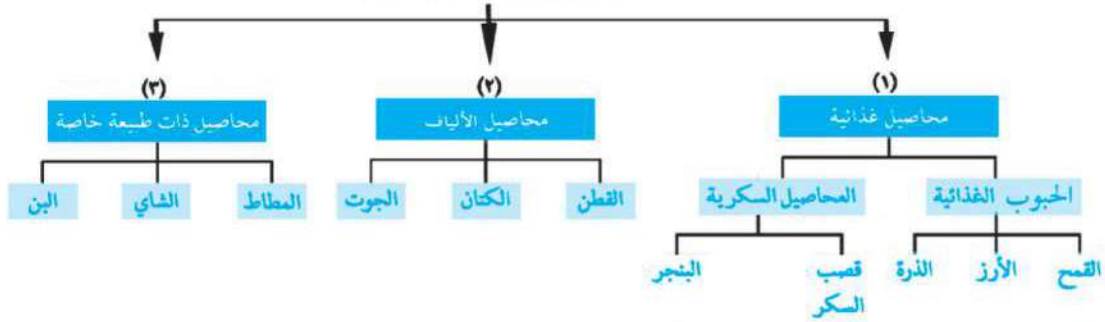 (١)
محاصيل غذائية
(٢)
محاصيل الألياف
(٣)
محاصيل ذات طبيعة خاصة
الحبوب الغذائية
المحاصيل السكرية
القطن
الكتان
الجوت
المطاط
الشاي
البن
القمح
الأرز
الذرة
قصب
السكر
البنجر